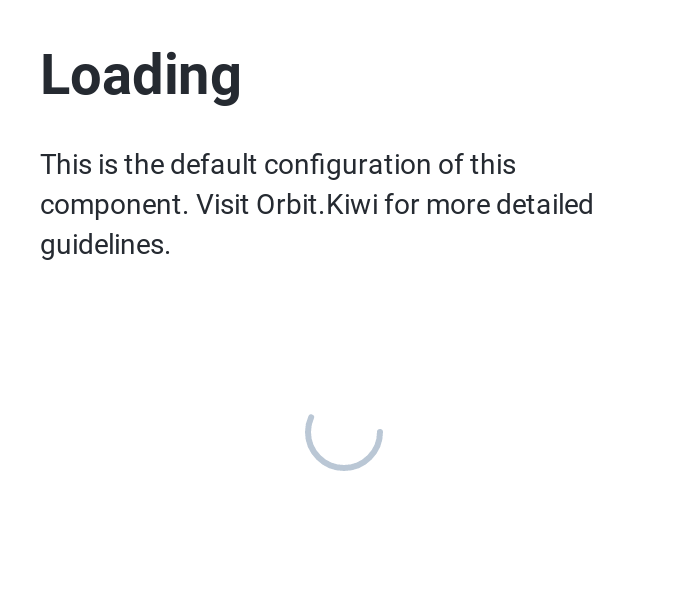 Loading
This is the default configuration of this
component. Visit Orbit.Kiwi for more detailed
guidelines.